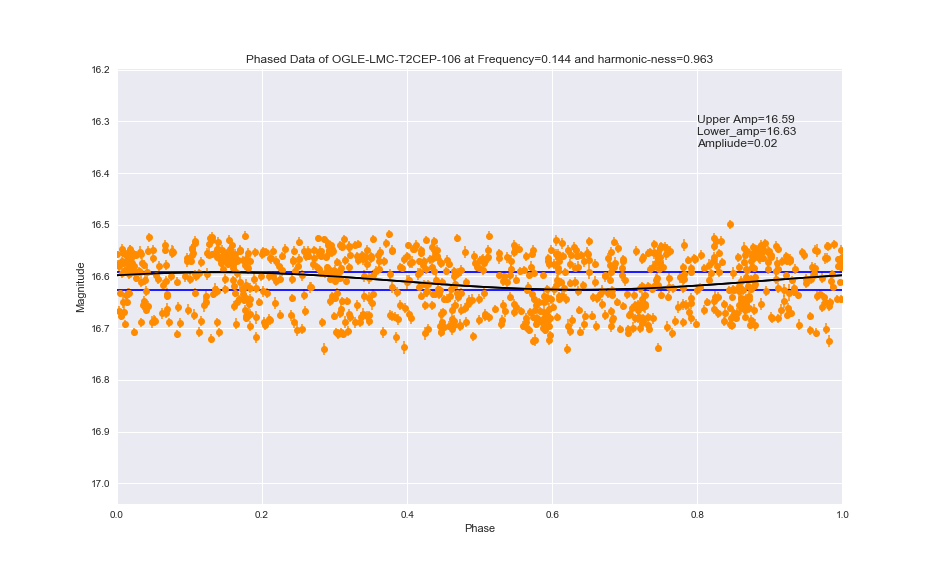 Phased Data of OGLE-LMC-T2CEP-106 at Frequency=0.144 and harmonic-ness=0.963
16.2
16.3
16.4
16.5
16.6
16.7
16.8
16.9
17.0
Magnitude
Upper Amp=16.59
Lower_amp=16.63
Ampliude=0.02
0.0
0.2
0.4
0.6
0.8
1.0
Phase